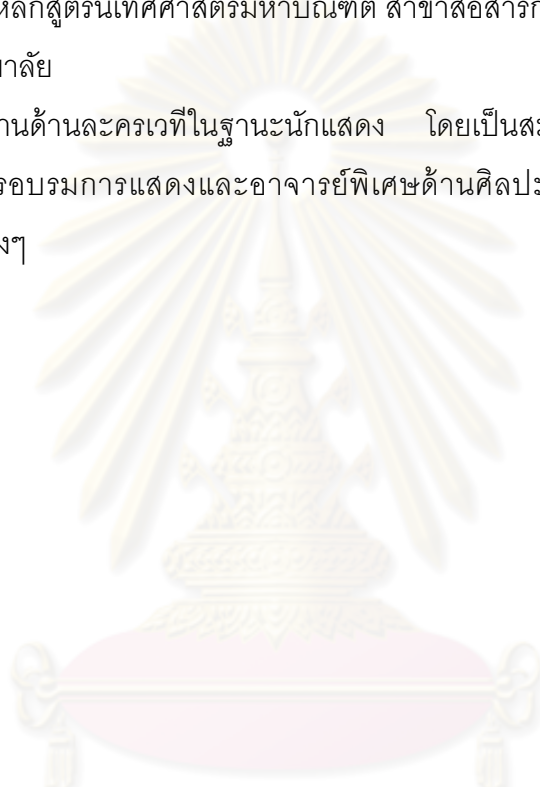 หลักสูตรนิเทศศาสตรมหาบัณฑิต สาขาสื่อสารก
าลัย
านด้านละครเวทีในฐานะนักแสดง โดยเป็นสม
รอบรมการแสดงและอาจารย์พิเศษด้านศิลปะ
งๆ